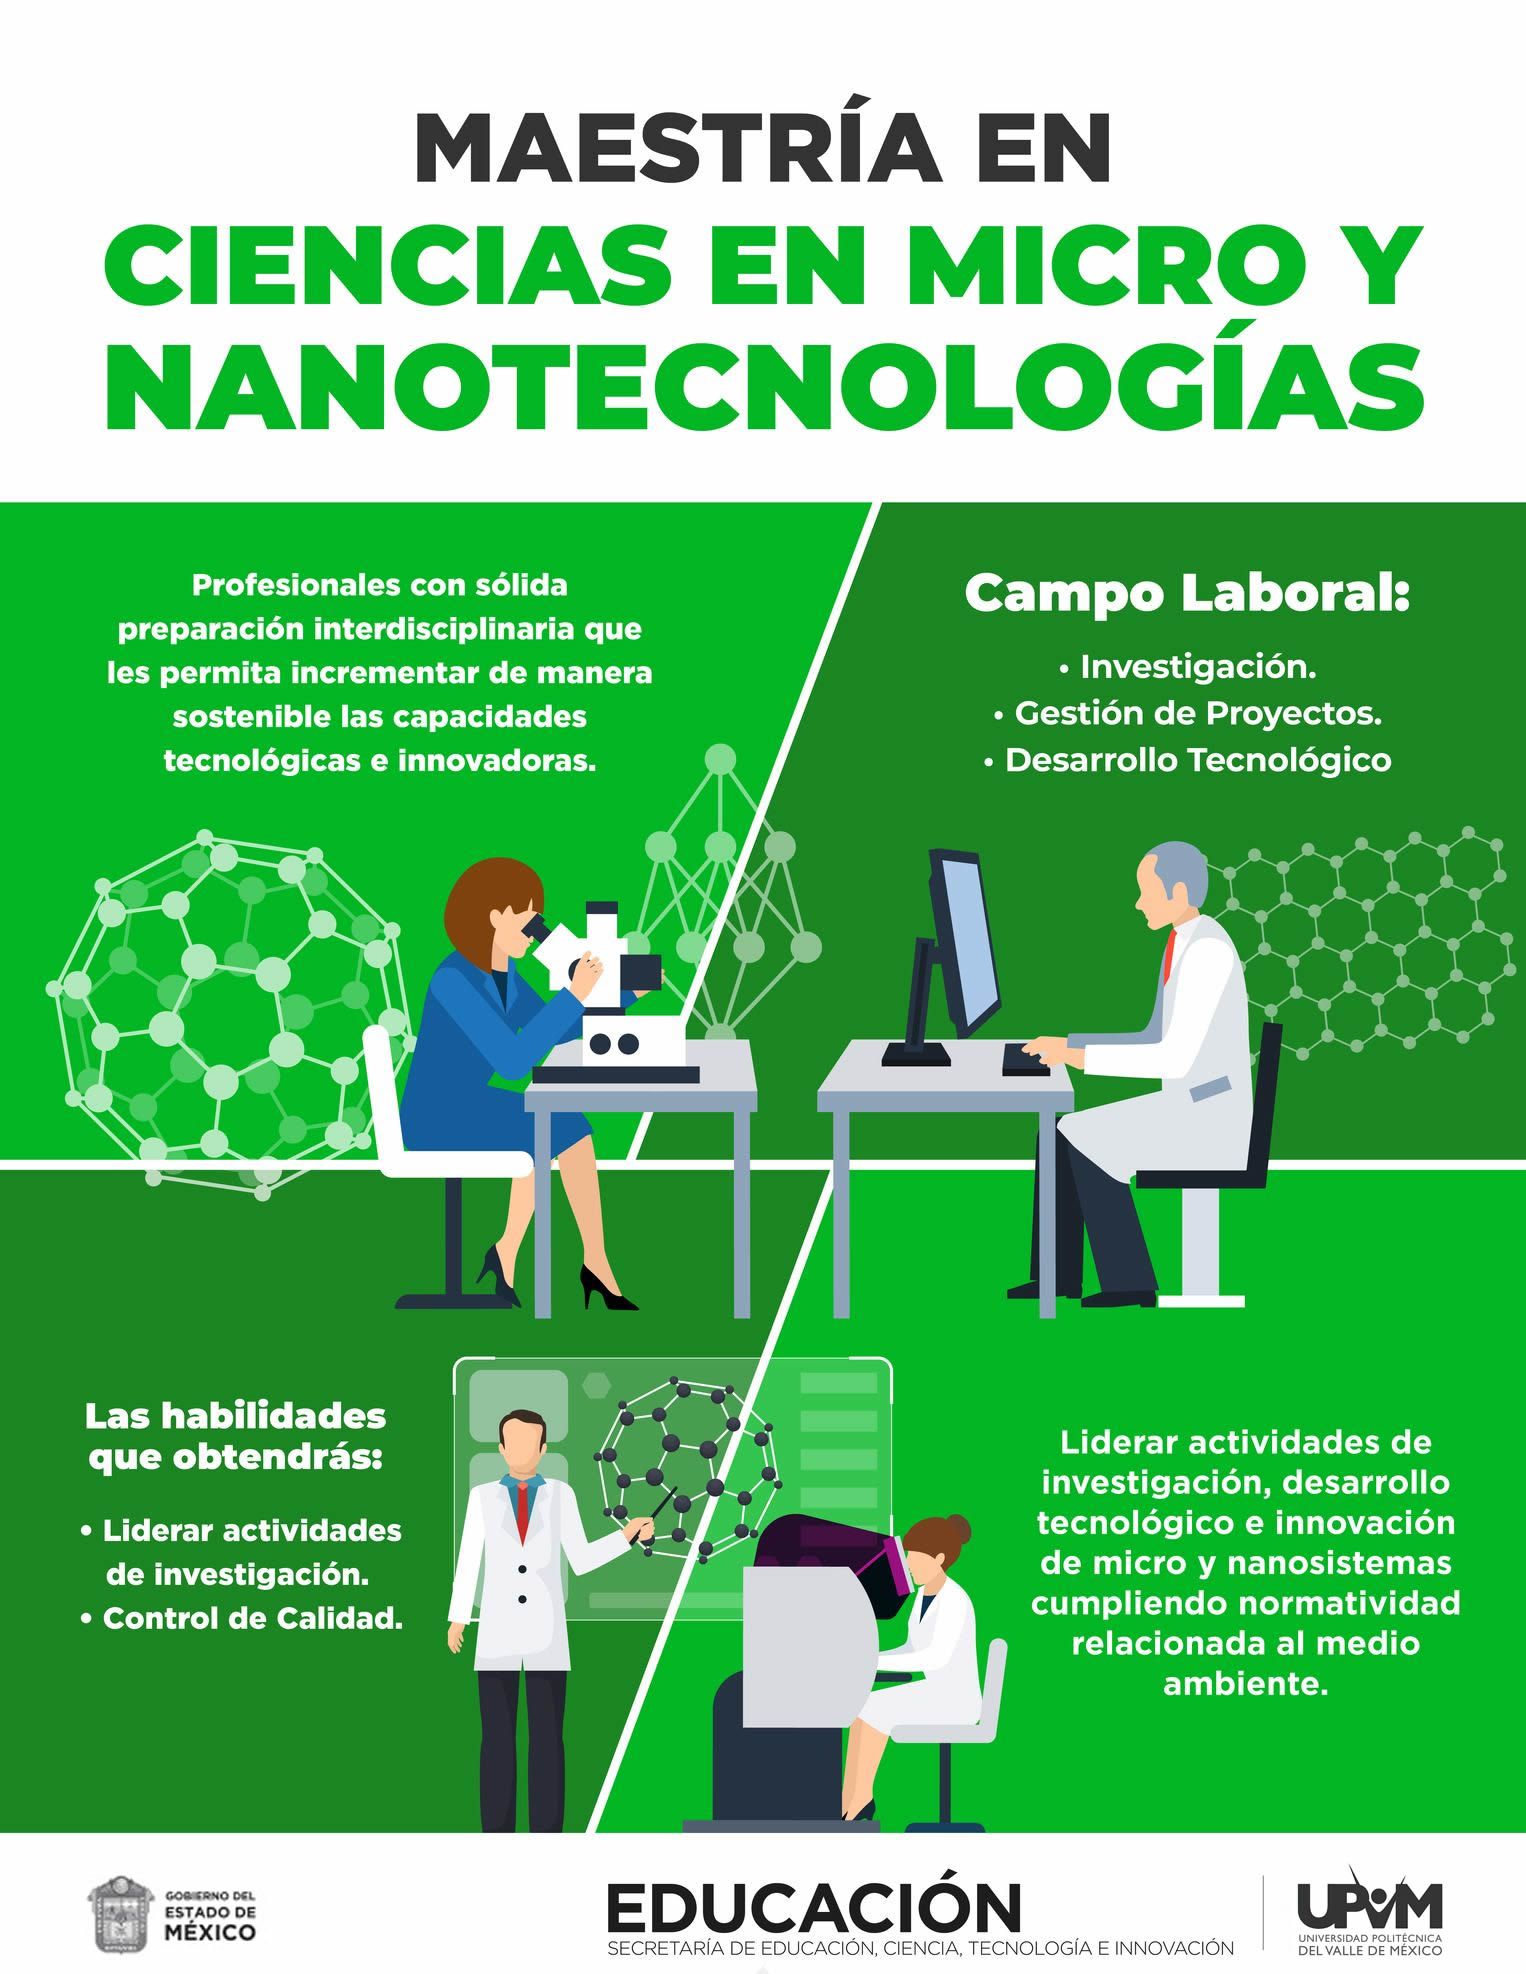 MAESTRÍA EN
CIENCIAS EN MICRO Y
NANOTECNOLOGÍAS
Profesionales con sólida
preparación interdisciplinaria que
les permita incrementar de manera
sostenible las capacidades
tecnológicas e innovadoras.
Campo Laboral:
• Investigación.
• Gestión de Proyectos.
• Desarrollo Tecnológico
Las habilidades
que obtendrás:
• Liderar actividades
de investigación.
• Control de Calidad.
Liderar actividades de
investigación, desarrollo
tecnológico e innovación
de micro y nanosistemas
cumpliendo normatividad
relacionada al medio
ambiente.
GOBIERNO DEL
ESTADO DE
MÉXICO
EDUCACIÓN
SECRETARÍA DE EDUCACIÓN, CIENCIA, TECNOLOGÍA E INNOVACIÓN
UPVM
UNIVERSIDAD POLITÉCNICA
DEL VALLE DE MÉXICO